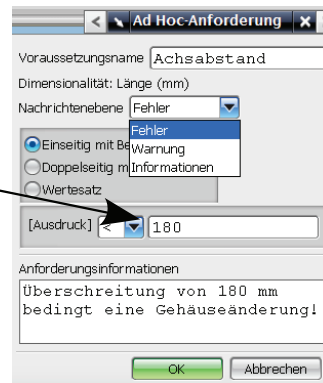 Ad Hoc-Anforderung
Voraussetzungsname Achsabstand
Dimensionalität: Länge (mm)
Nachrichtenebene Fehler
Fehler
Einseitig mit Be
Warnung
Doppelseitig m
Informationen
Wertesatz
[Ausdruck] < 180
Anforderungsinformationen
Überschreitung von 180 mm
bedingt eine Gehäuseänderung!
OK Abbrechen